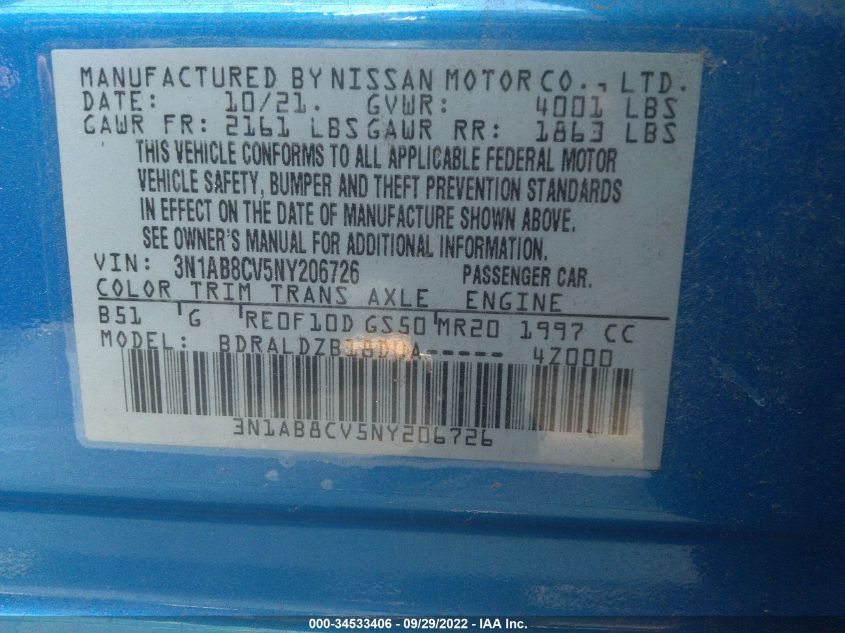 MANUFACTURED BY NISSAN MOTOR CO., LTD.
DATE: 10/21. GVWR: 4001 LBS
GAWR FR: 2161 LBS GAWR RR: 1863 LBS
THIS VEHICLE CONFORMS TO ALL APPLICABLE FEDERAL MOTOR
VEHICLE SAFETY, BUMPER AND THEFT PREVENTION STANDARDS
IN EFFECT ON THE DATE OF MANUFACTURE SHOWN ABOVE.
SEE OWNER'S MANUAL FOR ADDITIONAL INFORMATION.
VIN: 3N1AB8CV5NY206726 PASSENGER CAR.
COLOR TRIM TRANS AXLE ENGINE
B51 G RE0F10D GS50 MR20 1997 CC
MODEL: 4Z000
3N1AB8CV5NY206726
000-34533406 - 09/29/2022 - IAA Inc.